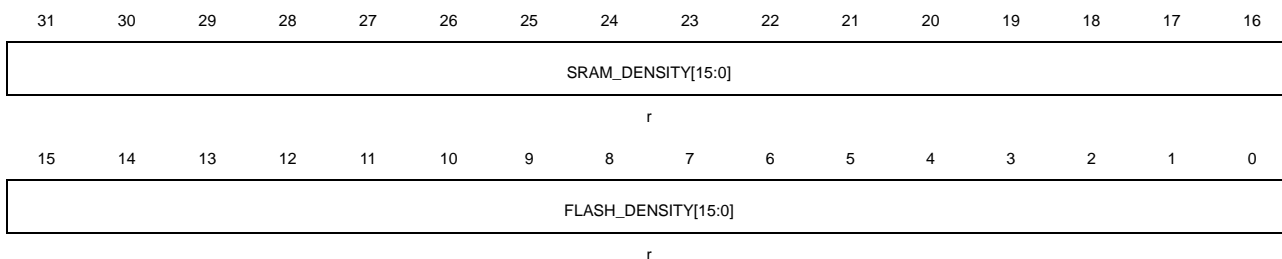 31 30 29 28 27 26 25 24 23 22 21 20 19 18 17 16
SRAM_DENSITY[15:0]
r
15 14 13 12 11 10 9 8 7 6 5 4 3 2 1 0
FLASH_DENSITY[15:0]
r